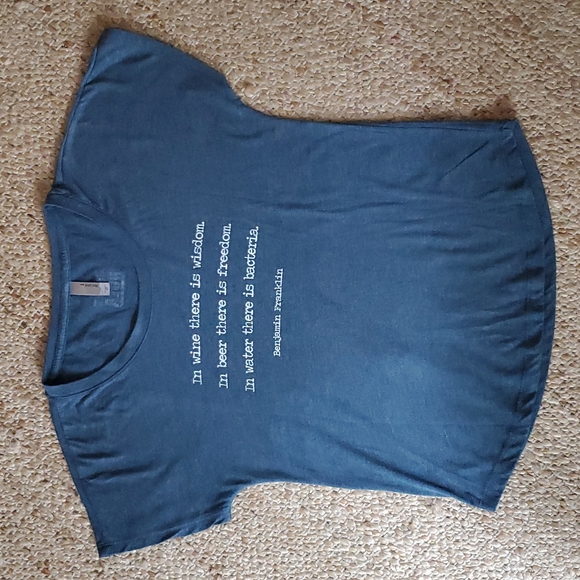 In wine there is wisdom.
In beer there is freedom.
In water there is bacteria.
Benjamin Franklin